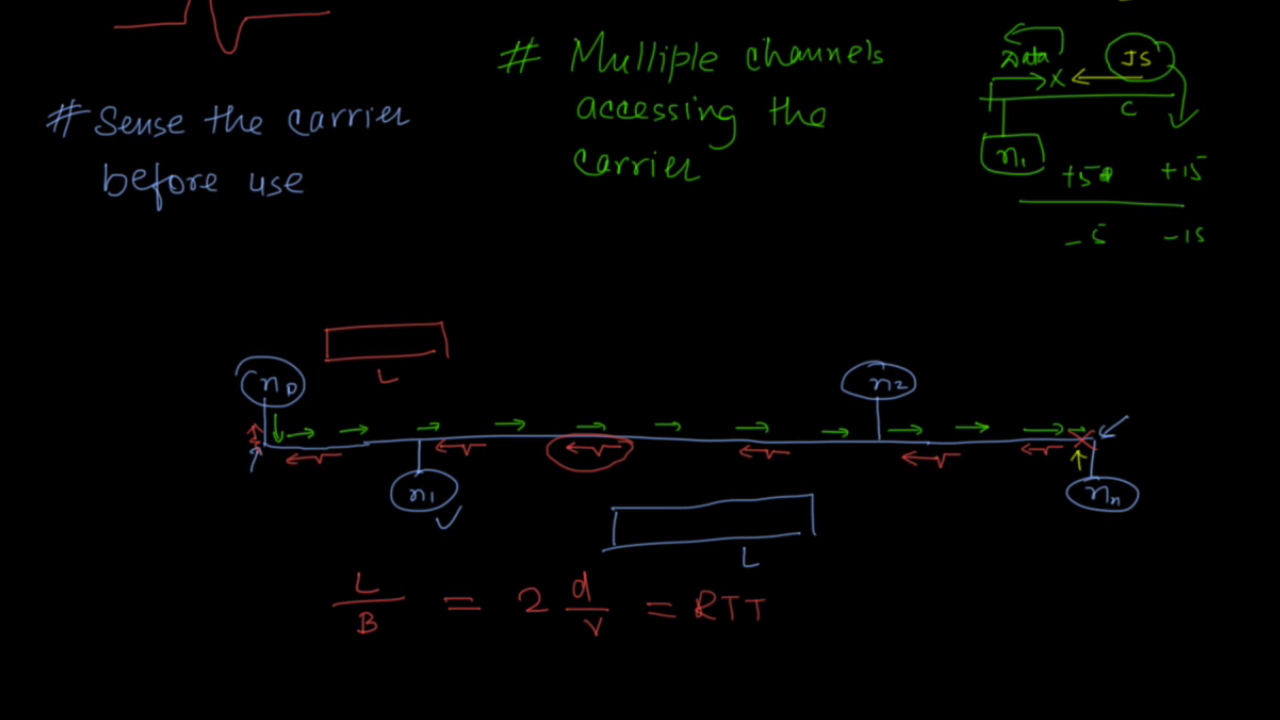 # Sense the carrier
before use
# Mulliple channels
accessing the
carrier
Data
X
JS
C
n1
+5 +15
-5 -15
L
n0
n2
n1
nn
L
L/B = 2 d/v = RTT